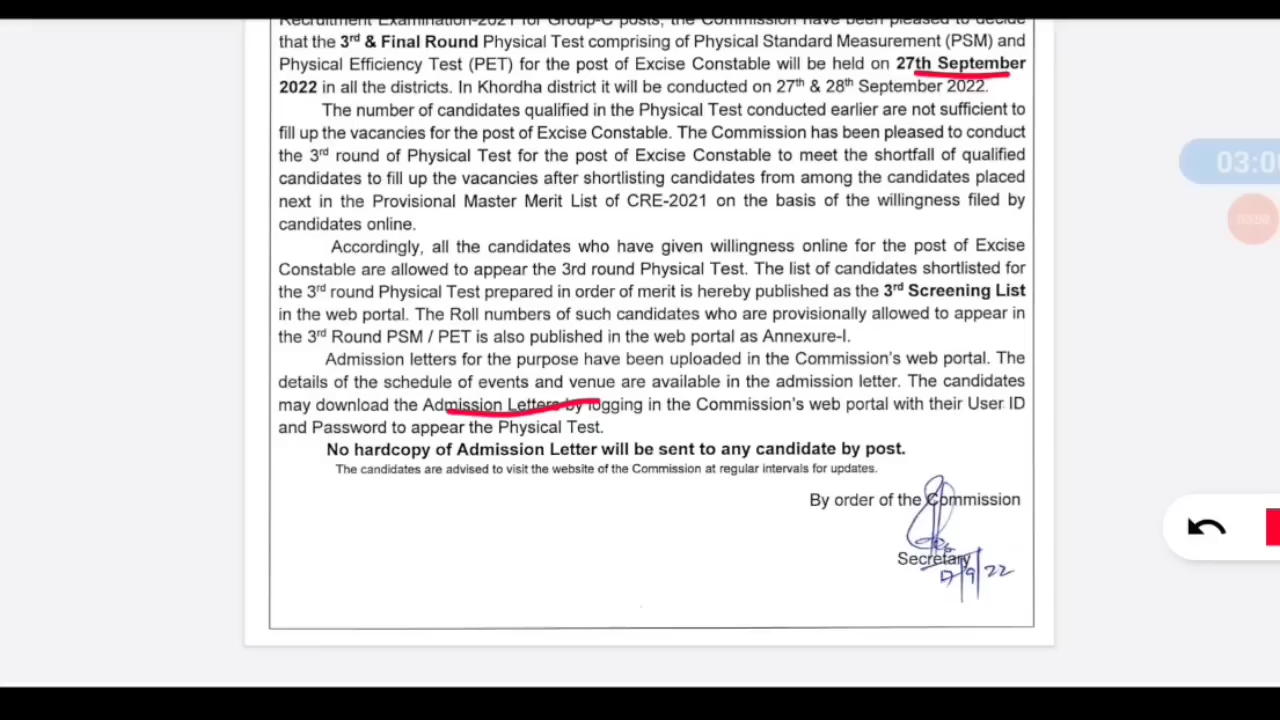 Recruitment Examination-2021 for Group-C posts, the Commission have been pleased to decide
that the 3rd & Final Round Physical Test comprising of Physical Standard Measurement (PSM) and
Physical Efficiency Test (PET) for the post of Excise Constable will be held on 27th September
2022 in all the districts. In Khordha district it will be conducted on 27th & 28th September 2022.
The number of candidates qualified in the Physical Test conducted earlier are not sufficient to
fill up the vacancies for the post of Excise Constable. The Commission has been pleased to conduct
the 3rd round of Physical Test for the post of Excise Constable to meet the shortfall of qualified
candidates to fill up the vacancies after shortlisting candidates from among the candidates placed
next in the Provisional Master Merit List of CRE-2021 on the basis of the willingness filed by
candidates online.
Accordingly, all the candidates who have given willingness online for the post of Excise
Constable are allowed to appear the 3rd round Physical Test. The list of candidates shortlisted for
the 3rd round Physical Test prepared in order of merit is hereby published as the 3rd Screening List
in the web portal. The Roll numbers of such candidates who are provisionally allowed to appear in
the 3rd Round PSM / PET is also published in the web portal as Annexure-I.
Admission letters for the purpose have been uploaded in the Commission's web portal. The
details of the schedule of events and venue are available in the admission letter. The candidates
may download the Admission Letters by logging in the Commission's web portal with their User ID
and Password to appear the Physical Test.
No hardcopy of Admission Letter will be sent to any candidate by post.
The candidates are advised to visit the website of the Commission at regular intervals for updates.
By order of the Commission
Secretary